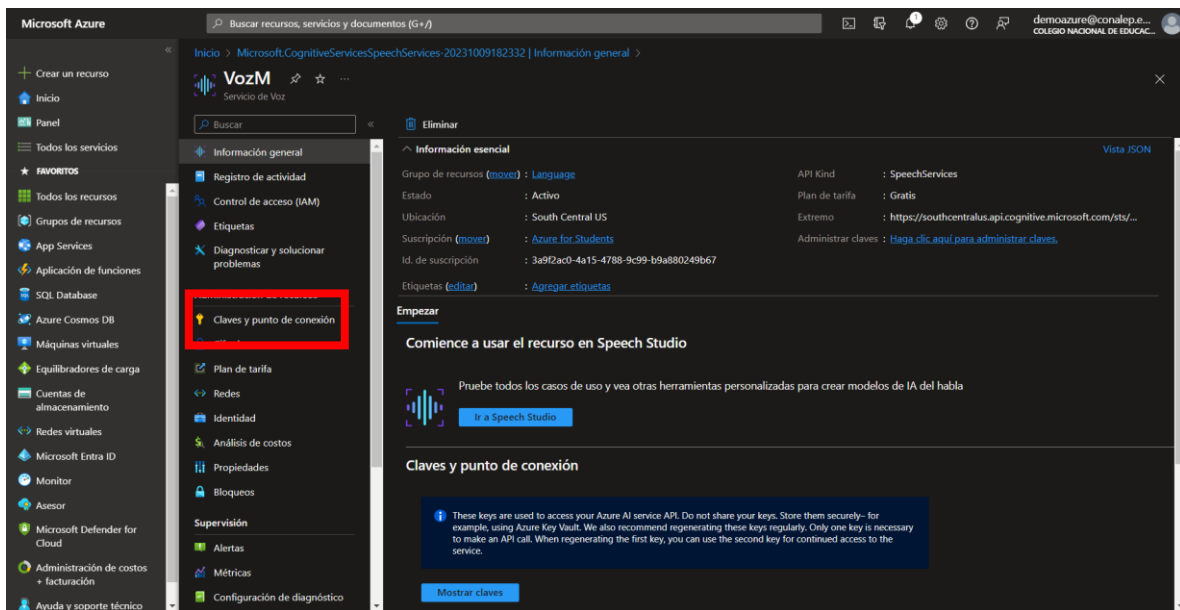 Microsoft Azure
Buscar recursos, servicios y documentos (G+/)
demoazure@conalep.e...
COLEGIO NACIONAL DE EDUCAC...
Crear un recurso
Inicio
Panel
Todos los servicios
FAVORITOS
Todos los recursos
Grupos de recursos
App Services
Aplicación de funciones
SQL Database
Azure Cosmos DB
Máquinas virtuales
Equilibradores de carga
Cuentas de
almacenamiento
Redes virtuales
Microsoft Entra ID
Monitor
Asesor
Microsoft Defender for
Cloud
Administración de costos
+ facturación
Ayuda y soporte técnico
Inicio > Microsoft.CognitiveServicesSpeechServices-20231009182332 | Información general >
VozM
Servicio de Voz
Buscar
Información general
Registro de actividad
Control de acceso (IAM)
Etiquetas
Diagnosticar y solucionar
problemas
Claves y punto de conexión
Plan de tarifa
Redes
Identidad
Análisis de costos
Propiedades
Bloqueos
Supervisión
Alertas
Métricas
Configuración de diagnóstico
Eliminar
Información esencial
Vista JSON
Grupo de recursos (mover) : Language
Estado : Activo
Ubicación : South Central US
Suscripción (mover) : Azure for Students
Id. de suscripción : 3a9f2ac0-4a15-4788-9c99-b9a880249b67
Etiquetas (editar) : Agregar etiquetas
API Kind : SpeechServices
Plan de tarifa : Gratis
Extremo : https://southcentralus.api.cognitive.microsoft.com/sts/...
Administrar claves : Haga clic aquí para administrar claves.
Empezar
Comience a usar el recurso en Speech Studio
Pruebe todos los casos de uso y vea otras herramientas personalizadas para crear modelos de IA del habla
Ir a Speech Studio
Claves y punto de conexión
These keys are used to access your Azure AI service API. Do not share your keys. Store them securely– for
example, using Azure Key Vault. We also recommend regenerating these keys regularly. Only one key is necessary
to make an API call. When regenerating the first key, you can use the second key for continued access to the
service.
Mostrar claves